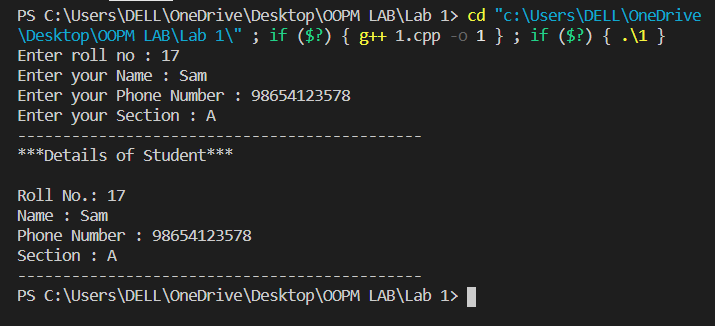 PS C:\Users\DELL\OneDrive\Desktop\OOPM LAB\Lab 1> cd "c:\Users\DELL\OneDrive
\Desktop\OOPM LAB\Lab 1\" ; if ($?) { g++ 1.cpp -o 1 } ; if ($?) { .\1 }
Enter roll no : 17
Enter your Name : Sam
Enter your Phone Number : 98654123578
Enter your Section : A
---------------------------------------------
***Details of Student***
Roll No.: 17
Name : Sam
Phone Number : 98654123578
Section : A
---------------------------------------------
PS C:\Users\DELL\OneDrive\Desktop\OOPM LAB\Lab 1>